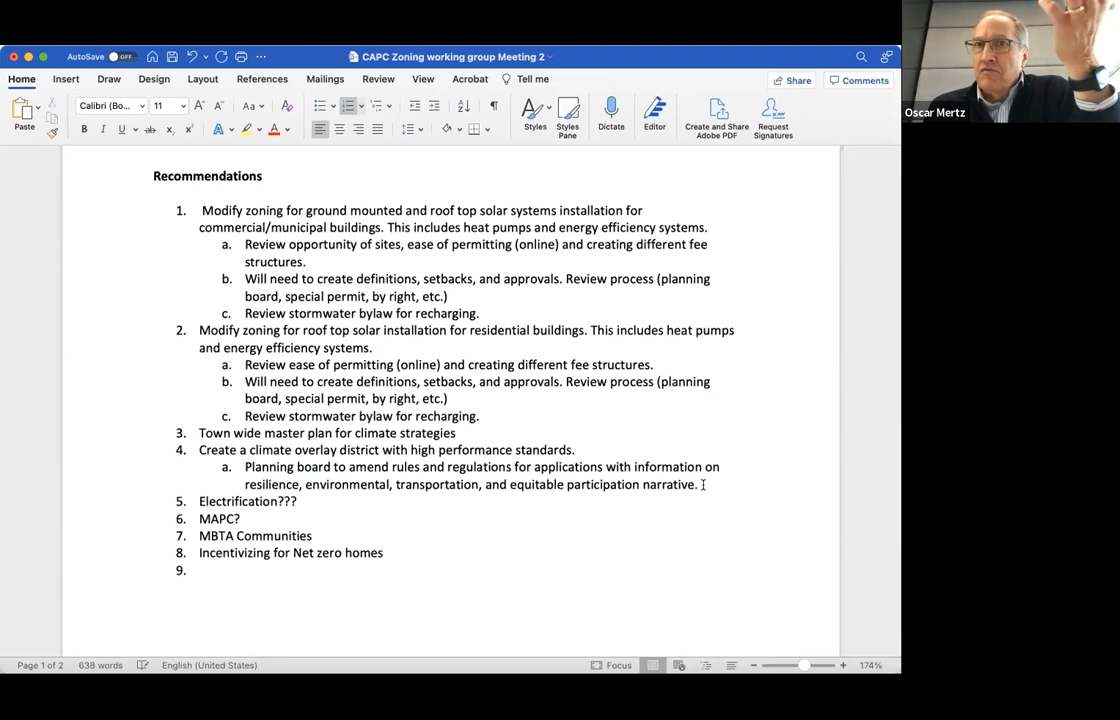 AutoSave OFF
CAPC Zoning working group Meeting 2
Home Insert Draw Design Layout References Mailings Review View Acrobat Tell me
Share Comments
Paste
Calibri (Bo... 11
Aa
B I U ab x₂ x²
Styles
Styles Pane
Dictate
Editor
Create and Share Adobe PDF
Request Signatures
Oscar Mertz
Recommendations
1. Modify zoning for ground mounted and roof top solar systems installation for
commercial/municipal buildings. This includes heat pumps and energy efficiency systems.
a. Review opportunity of sites, ease of permitting (online) and creating different fee
structures.
b. Will need to create definitions, setbacks, and approvals. Review process (planning
board, special permit, by right, etc.)
c. Review stormwater bylaw for recharging.
2. Modify zoning for roof top solar installation for residential buildings. This includes heat pumps
and energy efficiency systems.
a. Review ease of permitting (online) and creating different fee structures.
b. Will need to create definitions, setbacks, and approvals. Review process (planning
board, special permit, by right, etc.)
c. Review stormwater bylaw for recharging.
3. Town wide master plan for climate strategies
4. Create a climate overlay district with high performance standards.
a. Planning board to amend rules and regulations for applications with information on
resilience, environmental, transportation, and equitable participation narrative.
5. Electrification???
6. MAPC?
7. MBTA Communities
8. Incentivizing for Net zero homes
9.
Page 1 of 2 638 words English (United States) Focus 174%